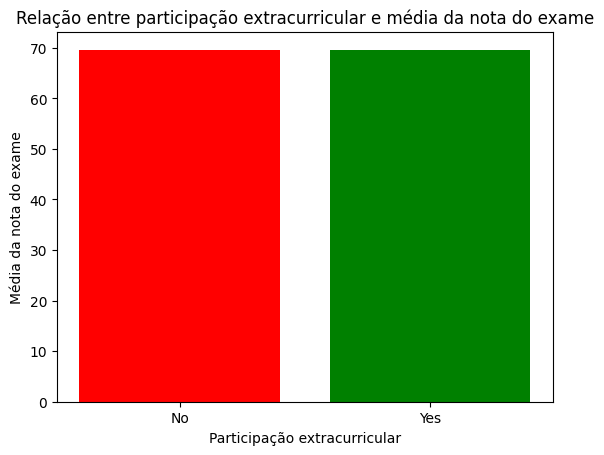 Relação entre participação extracurricular e média da nota do exame
Média da nota do exame
70
60
50
40
30
20
10
0
No
Yes
Participação extracurricular